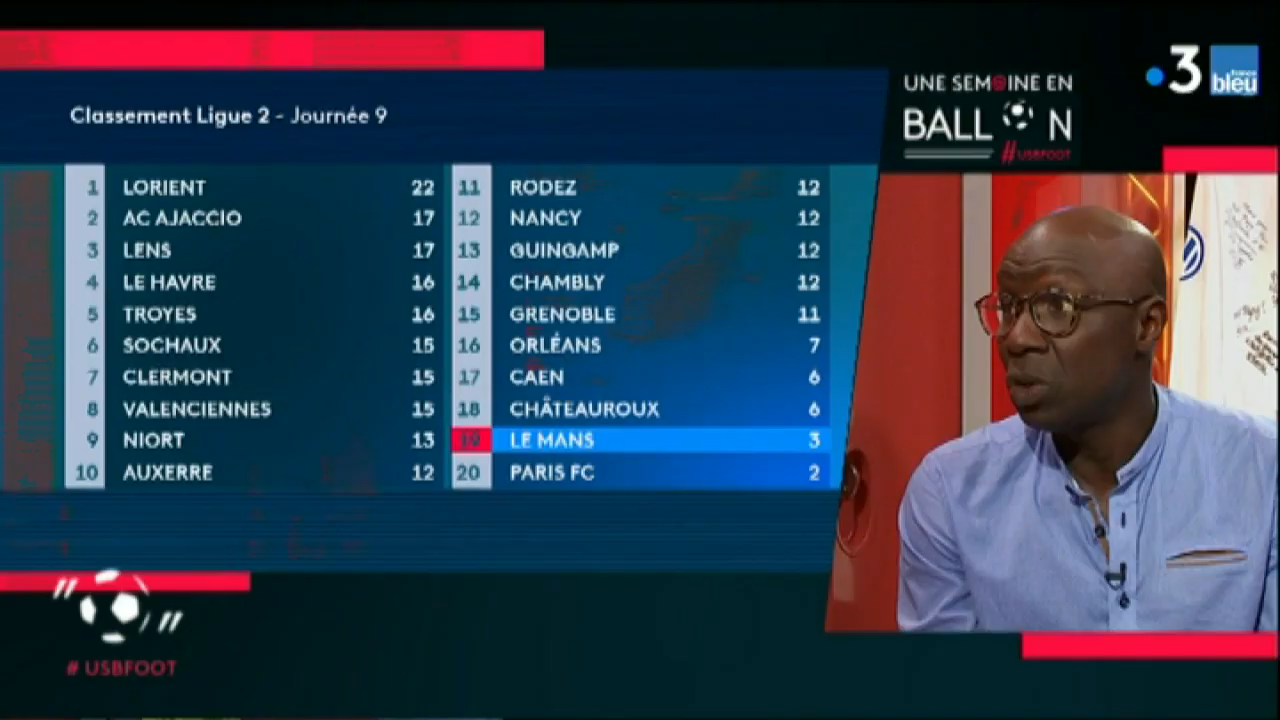 Classement Ligue 2 - Journée 9
UNE SEMOINE EN
BALLON
#USBFOOT
3
France
bleu
1 LORIENT 22
2 AC AJACCIO 17
3 LENS 17
4 LE HAVRE 16
5 TROYES 16
6 SOCHAUX 15
7 CLERMONT 15
8 VALENCIENNES 15
9 NIORT 13
10 AUXERRE 12
11 RODEZ 12
12 NANCY 12
13 GUINGAMP 12
14 CHAMBLY 12
15 GRENOBLE 11
16 ORLÉANS 7
17 CAEN 6
18 CHÂTEAUROUX 6
19 LE MANS 3
20 PARIS FC 2
# USBFOOT